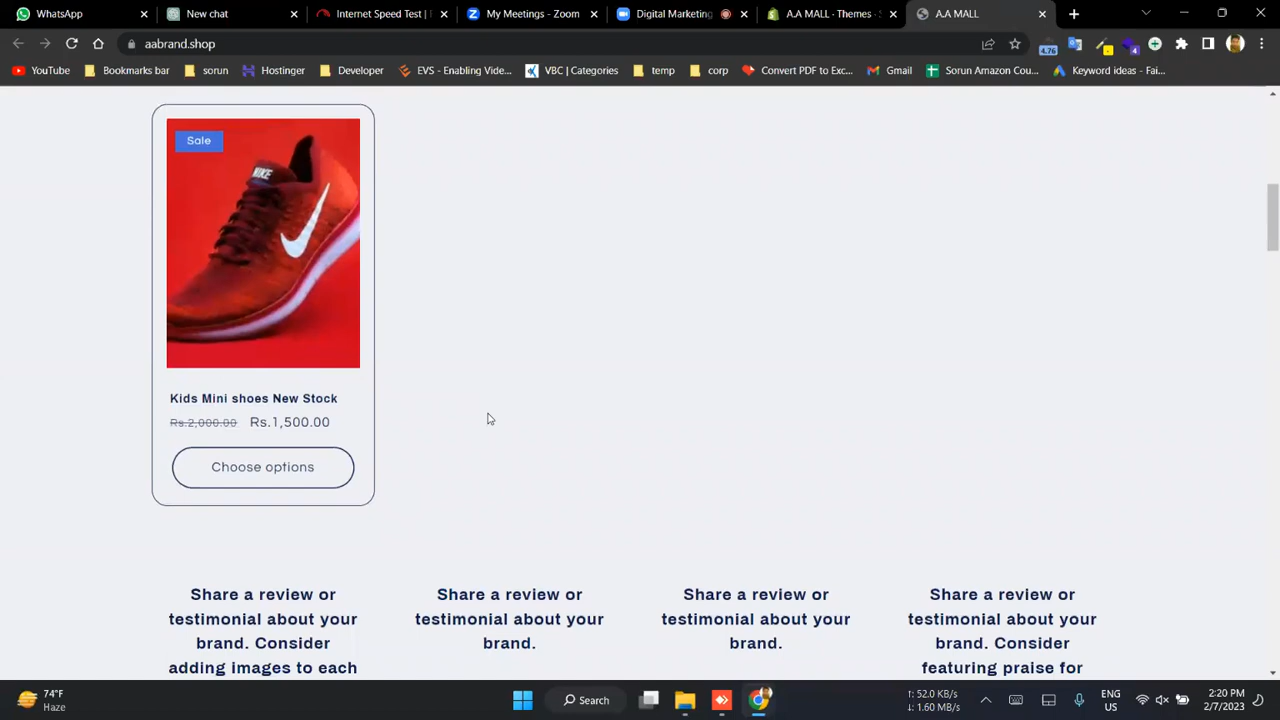 WhatsApp
New chat
Internet Speed Test |
My Meetings - Zoom
Digital Marketing
A.A MALL · Themes ·
A.A MALL
aabrand.shop
4.76
4
YouTube
Bookmarks bar
sorun
Hostinger
Developer
EVS - Enabling Vide...
VBC | Categories
temp
corp
Convert PDF to Exc...
Gmail
Sorun Amazon Cou...
Keyword ideas - Fai...
Sale
NIKE
Kids Mini shoes New Stock
Rs.2,000.00 Rs.1,500.00
Choose options
Share a review or
testimonial about your
brand. Consider
adding images to each
Share a review or
testimonial about your
brand.
Share a review or
testimonial about your
brand.
Share a review or
testimonial about your
brand. Consider
featuring praise for
74°F
Haze
Search
↑: 52.0 KB/s
↓: 1.60 MB/s
ENG
US
2:20 PM
2/7/2023